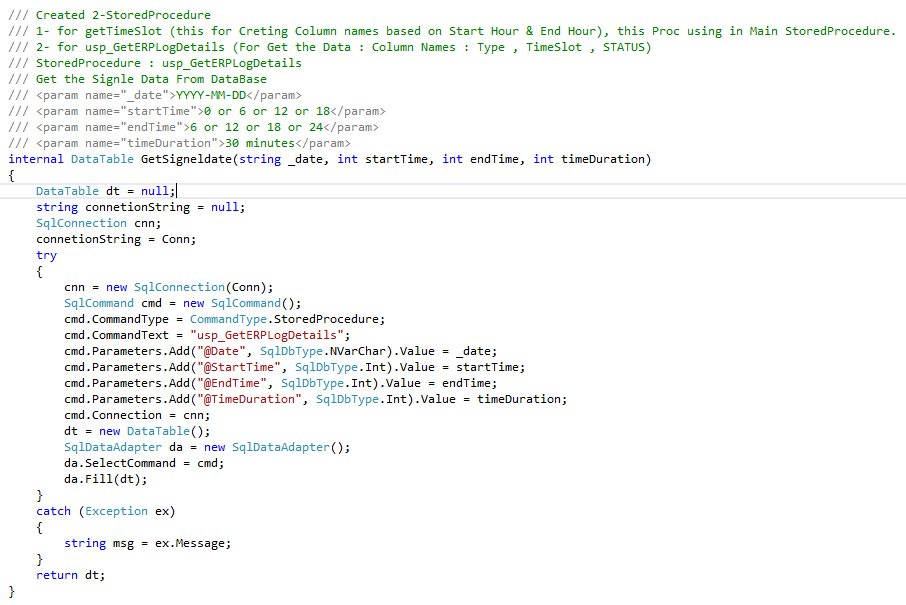 /// Created 2-StoredProcedure
/// 1- for getTimeSlot (this for Creting Column names based on Start Hour & End Hour), this Proc using in Main StoredProcedure.
/// 2- for usp_GetERPLogDetails (For Get the Data : Column Names : Type , TimeSlot , STATUS)
/// StoredProcedure : usp_GetERPLogDetails
/// Get the Signle Data From DataBase
/// <param name="_date">YYYY-MM-DD</param>
/// <param name="startTime">0 or 6 or 12 or 18</param>
/// <param name="endTime">6 or 12 or 18 or 24</param>
/// <param name="timeDuration">30 minutes</param>
internal DataTable GetSigneldate(string _date, int startTime, int endTime, int timeDuration)
{
    DataTable dt = null;
    string connetionString = null;
    SqlConnection cnn;
    connetionString = Conn;
    try
    {
        cnn = new SqlConnection(Conn);
        SqlCommand cmd = new SqlCommand();
        cmd.CommandType = CommandType.StoredProcedure;
        cmd.CommandText = "usp_GetERPLogDetails";
        cmd.Parameters.Add("@Date", SqlDbType.NVarChar).Value = _date;
        cmd.Parameters.Add("@StartTime", SqlDbType.Int).Value = startTime;
        cmd.Parameters.Add("@EndTime", SqlDbType.Int).Value = endTime;
        cmd.Parameters.Add("@TimeDuration", SqlDbType.Int).Value = timeDuration;
        cmd.Connection = cnn;
        dt = new DataTable();
        SqlDataAdapter da = new SqlDataAdapter();
        da.SelectCommand = cmd;
        da.Fill(dt);
    }
    catch (Exception ex)
    {
        string msg = ex.Message;
    }
    return dt;
}